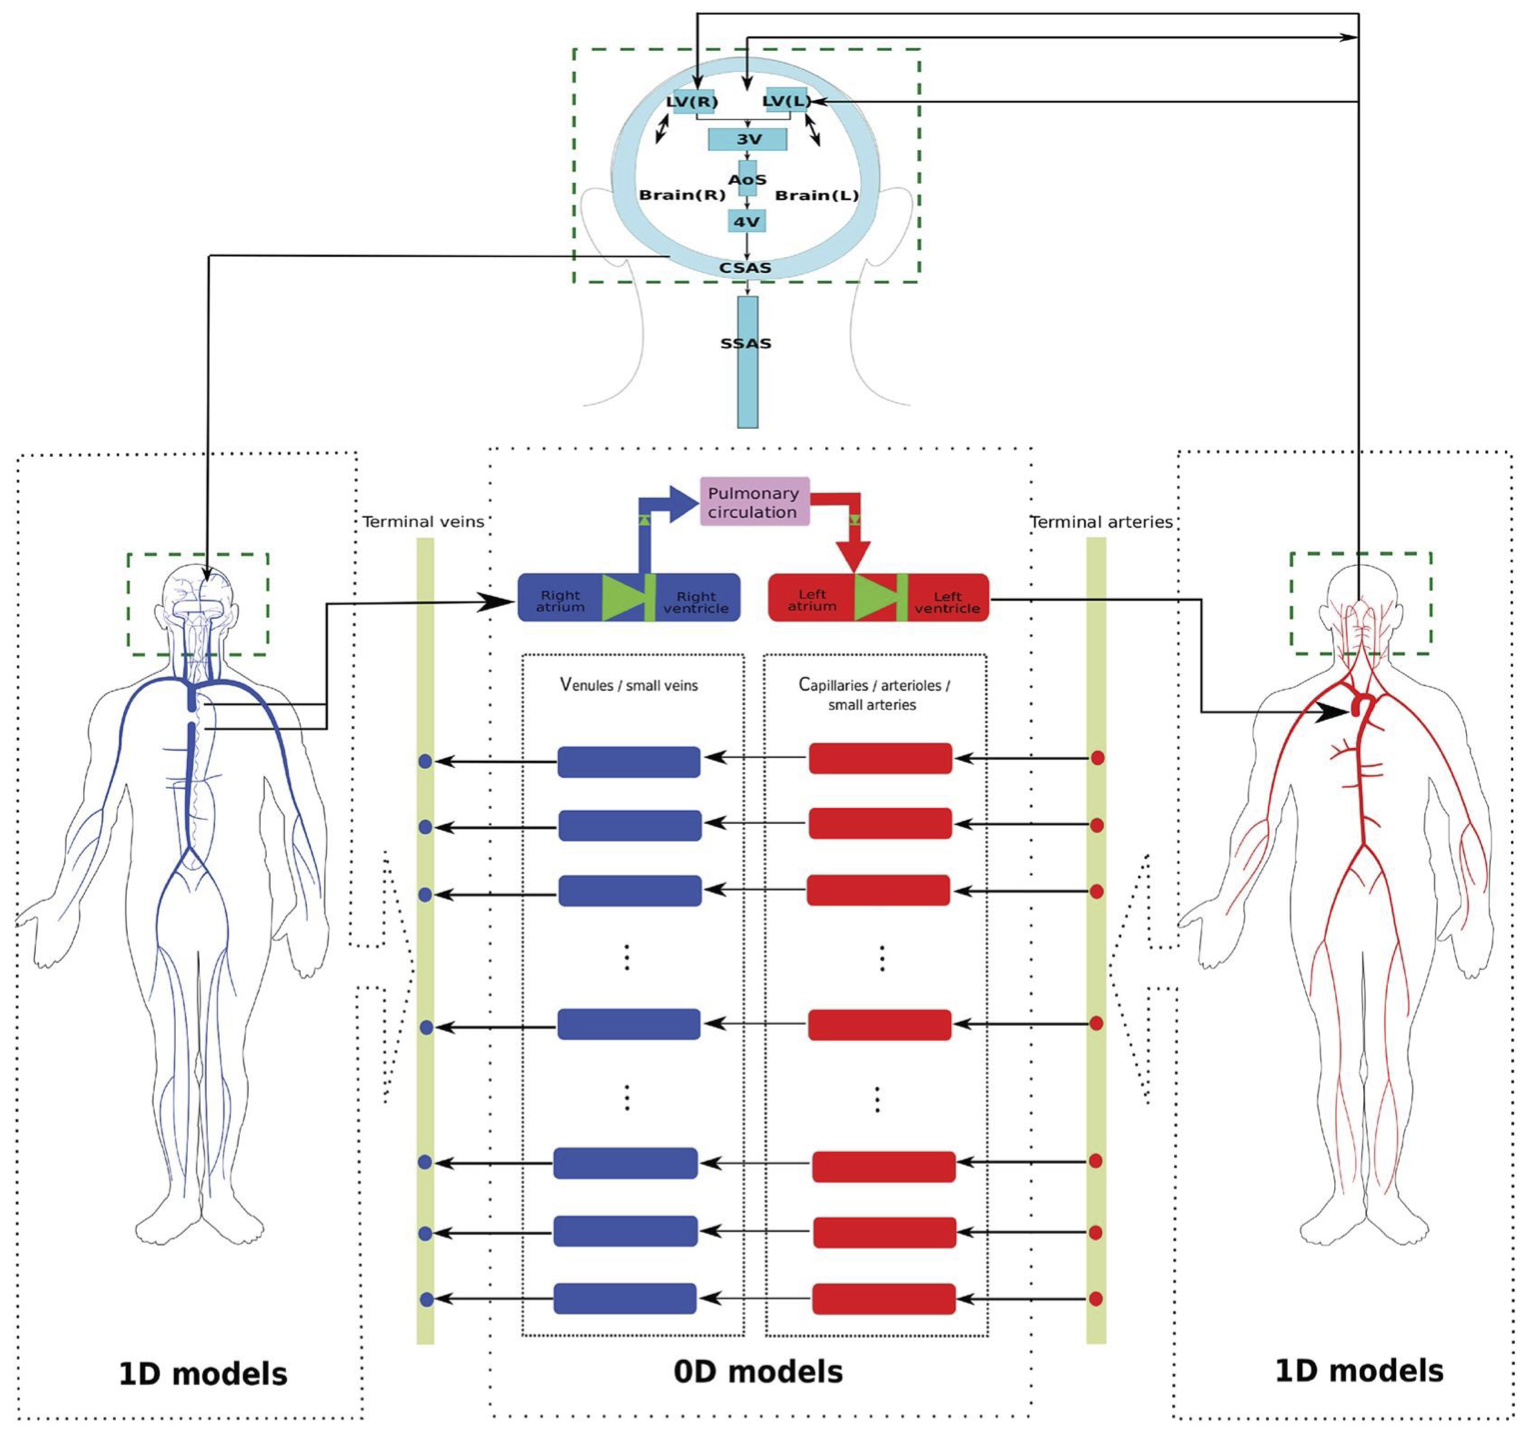 LV(R)
LV(L)
3V
AoS
Brain(R)
Brain(L)
4V
CSAS
SSAS
Terminal veins
Pulmonary
circulation
Terminal arteries
Right
atrium
Right
ventricle
Left
atrium
Left
ventricle
Venules / small veins
Capillaries / arterioles /
small arteries
1D models
0D models
1D models